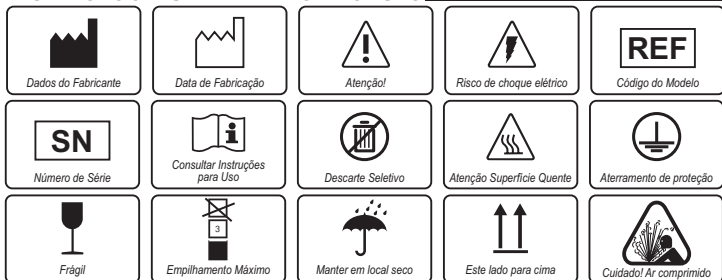 REF
Dados do Fabricante
Data de Fabricação
Atenção!
Risco de choque elétrico
Código do Modelo
SN
Número de Série
Consultar Instruções
para Uso
Descarte Seletivo
Atenção Superfície Quente
Aterramento de proteção
3
Frágil
Empilhamento Máximo
Manter em local seco
Este lado para cima
Cuidado! Ar comprimido